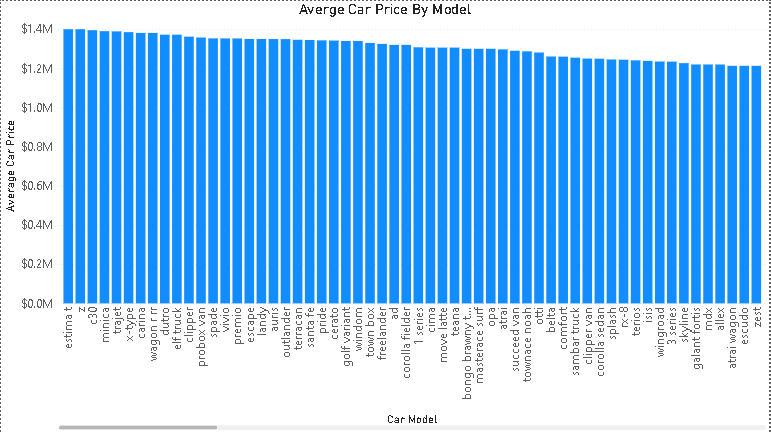 Averge Car Price By Model
Average Car Price
$1.4M
$1.2M
$1.0M
$0.8M
$0.6M
$0.4M
$0.2M
$0.0M
estima t
z
c30
minica
trajet
x-type
carina
wagon r rr
dutro
elf truck
clipper
probox van
spade
vivio
premio
escape
landy
auris
outlander
terracan
santa fe
pride
cerato
golf variant
windom
town box
freelander
ad
corolla fielder
1 series
cima
move latte
teana
bongo brawny t...
masterace surf
opa
atrai
succeed van
townace noah
otti
belta
comfort
sambar truck
clipper van
corolla sedan
splash
rx-8
terios
isis
wingroad
3 series
skyline
galant fortis
mdx
allex
atrai wagon
escudo
zest
Car Model